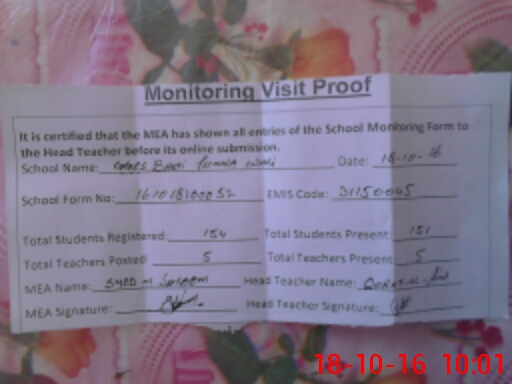 Monitoring Visit Proof
It is certified that the MEA has shown all entries of the School Monitoring Form to
the Head Teacher before its online submission.
School Name: Date: 18-10-16
School Form No: EMIS Code: 31150045
Total Students Registered: 154 Total Students Present: 151
Total Teachers Posted: 5 Total Teachers Present: 5
MEA Name: SYED M Head Teacher Name:
MEA Signature: Head Teacher Signature:
18-10-16 10:01